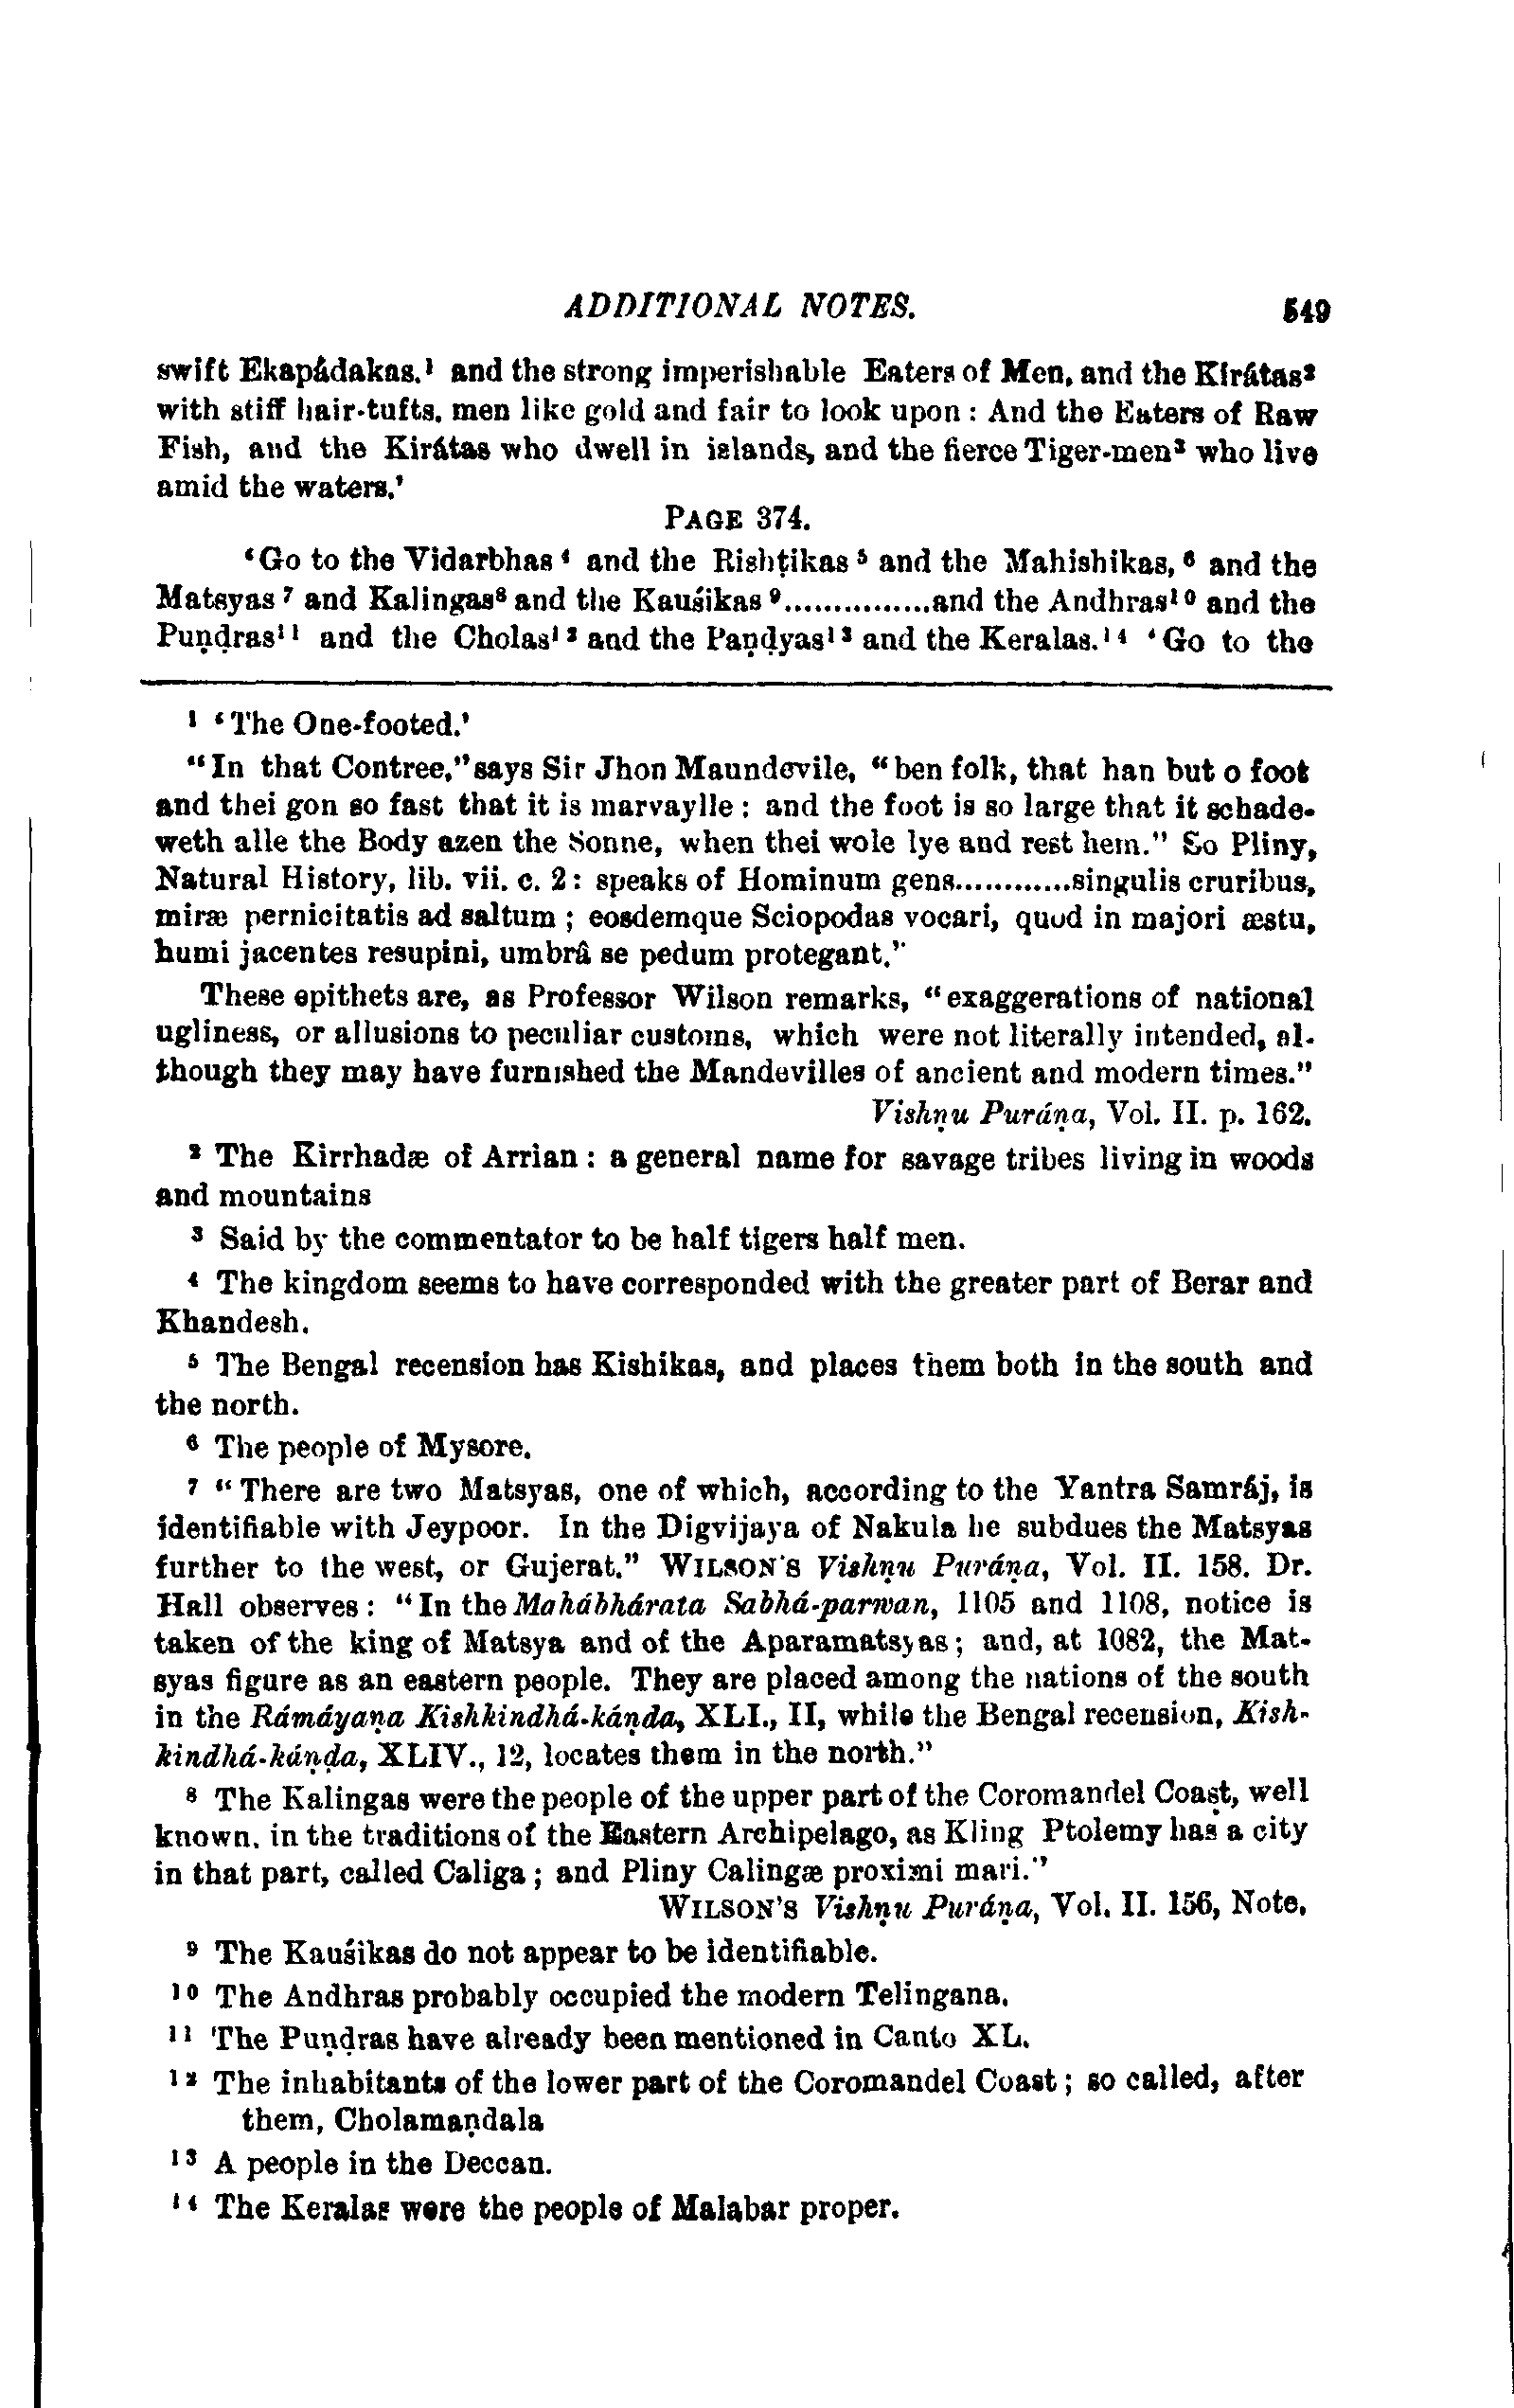 ADDITIONAL NOTES. 549
swift Ekapâdakas.¹ and the strong imperishable Eaters of Men, and the Kirátas²
with stiff hair-tufts, men like gold and fair to look upon : And the Eaters of Raw
Fish, and the Kirátas who dwell in islands, and the fierce Tiger-men³ who live
amid the waters.'
PAGE 374.
'Go to the Vidarbhas⁴ and the Rishṭikas⁵ and the Mahishikas,⁶ and the
Matsyas⁷ and Kalingas⁸ and the Kauśikas⁹...............and the Andhras¹⁰ and the
Puṇḍras¹¹ and the Cholas¹² and the Paṇḍyas¹³ and the Keralas.¹⁴ 'Go to the
¹ 'The One-footed.'
"In that Contree,"says Sir Jhon Maundevile, "ben folk, that han but o foot
and thei gon so fast that it is marvaylle : and the foot is so large that it schade-
weth alle the Body azen the Sonne, when thei wole lye and rest hem." So Pliny,
Natural History, lib. vii. c. 2 : speaks of Hominum gens............singulis cruribus,
miræ pernicitatis ad saltum ; eosdemque Sciopodas vocari, quod in majori æstu,
humi jacentes resupini, umbrâ se pedum protegant."
These epithets are, as Professor Wilson remarks, "exaggerations of national
ugliness, or allusions to peculiar customs, which were not literally intended, al-
though they may have furnished the Mandevilles of ancient and modern times."
Vishṇu Puráṇa, Vol. II. p. 162.
² The Kirrhadæ of Arrian : a general name for savage tribes living in woods
and mountains
³ Said by the commentator to be half tigers half men.
⁴ The kingdom seems to have corresponded with the greater part of Berar and
Khandesh.
⁵ The Bengal recension has Kishikas, and places them both in the south and
the north.
⁶ The people of Mysore.
⁷ "There are two Matsyas, one of which, according to the Yantra Samráj, is
identifiable with Jeypoor. In the Digvijaya of Nakula he subdues the Matsyas
further to the west, or Gujerat." WILSON'S Vishṇu Puráṇa, Vol. II. 158. Dr.
Hall observes : "In the Mahábhárata Sabhá-parwan, 1105 and 1108, notice is
taken of the king of Matsya and of the Aparamatsyas ; and, at 1082, the Mat-
syas figure as an eastern people. They are placed among the nations of the south
in the Rámáyaṇa Kishkindhá-káṇda, XLI., II, while the Bengal recension, Kish-
kindhá-káṇḍa, XLIV., 12, locates them in the north."
⁸ The Kalingas were the people of the upper part of the Coromandel Coast, well
known, in the traditions of the Eastern Archipelago, as Kling Ptolemy has a city
in that part, called Caliga ; and Pliny Calingæ proximi mari."
WILSON'S Vishṇu Puráṇa, Vol. II. 156, Note.
⁹ The Kauśikas do not appear to be identifiable.
¹⁰ The Andhras probably occupied the modern Telingana.
¹¹ The Puṇḍras have already been mentioned in Canto XL.
¹² The inhabitants of the lower part of the Coromandel Coast ; so called, after
them, Cholamaṇdala
¹³ A people in the Deccan.
¹⁴ The Keralas were the people of Malabar proper.